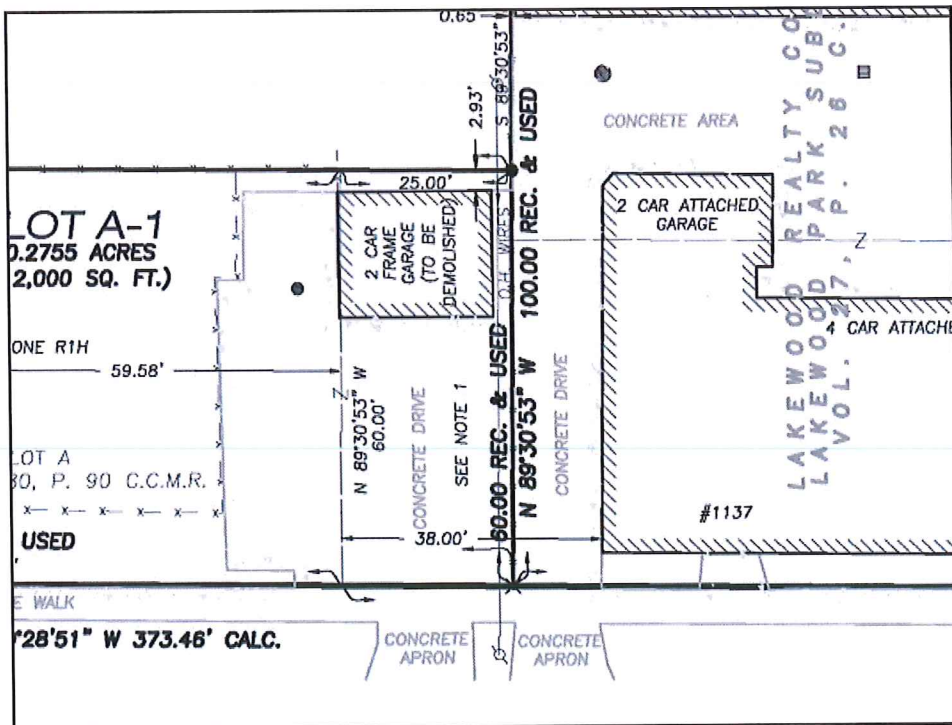 0.65
S 89°30'53"
2.93'
100.00 REC. & USED
N 89°30'53" W
60.00 REC. & USED
O.H. WIRES
25.00'
2 CAR
FRAME
GARAGE
(TO BE
DEMOLISHED)
LOT A-1
0.2755 ACRES
2,000 SQ. FT.)
ONE R1H
59.58'
Z
N 89°30'53" W
60.00'
CONCRETE DRIVE
SEE NOTE 1
CONCRETE DRIVE
38.00'
LOT A
30, P. 90 C.C.M.R.
USED
E WALK
°28'51" W 373.46' CALC.
CONCRETE
APRON
CONCRETE
APRON
CONCRETE AREA
2 CAR ATTACHED
GARAGE
Z
4 CAR ATTACHE
#1137
LAKEWOOD REALTY CO
LAKEWOOD PARK SUB
VOL. 27, P. 26 C.